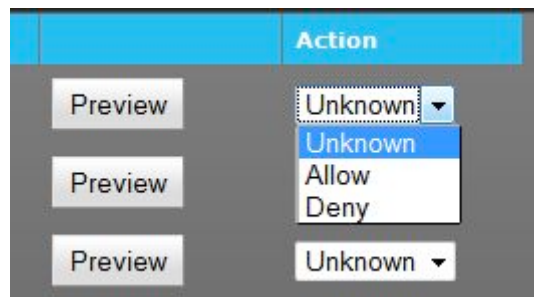 Action
Preview Unknown
Unknown
Allow
Preview
Deny
Preview Unknown